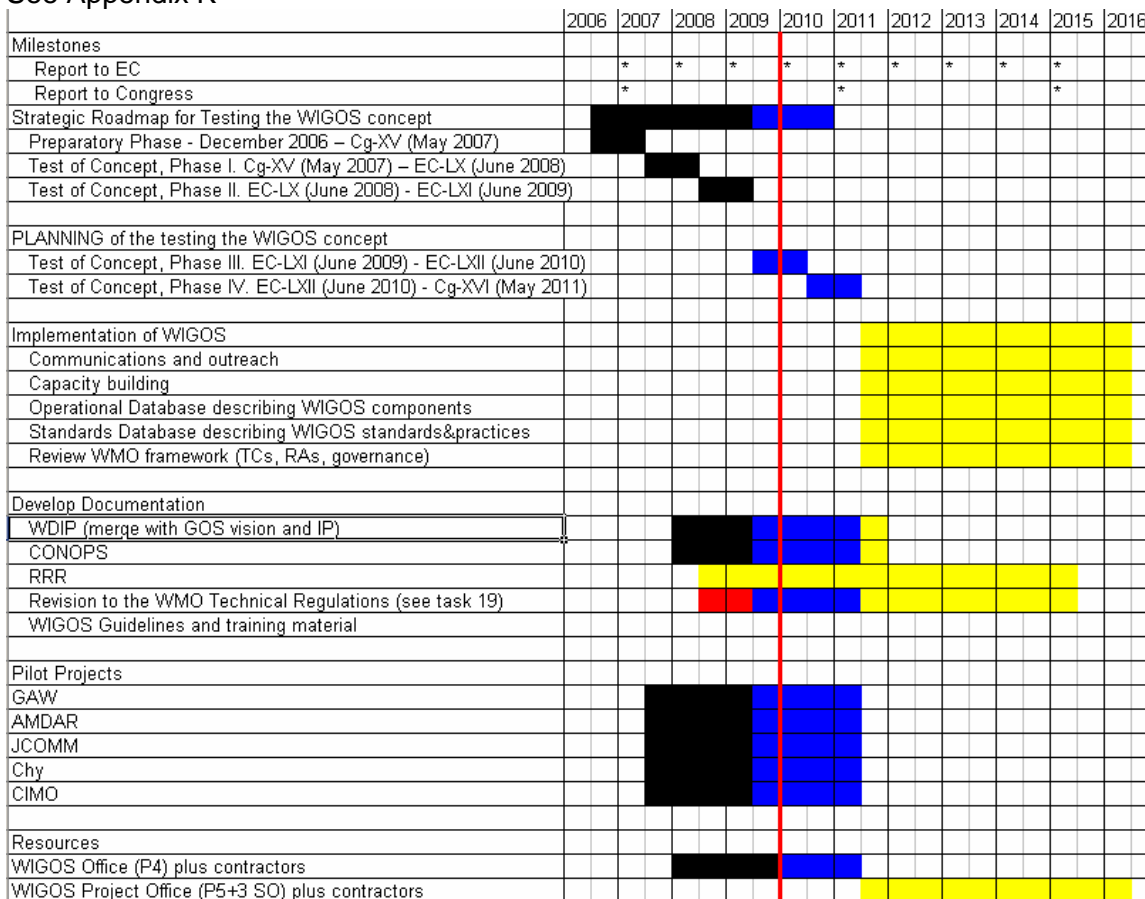 See Appendix K
2006 2007 2008 2009 2010 2011 2012 2013 2014 2015 2016
Milestones
Report to EC * * * * * * * * *
Report to Congress * * *
Strategic Roadmap for Testing the WIGOS concept
Preparatory Phase - December 2006 – Cg-XV (May 2007)
Test of Concept, Phase I. Cg-XV (May 2007) – EC-LX (June 2008)
Test of Concept, Phase II. EC-LX (June 2008) - EC-LXI (June 2009)
PLANNING of the testing the WIGOS concept
Test of Concept, Phase III. EC-LXI (June 2009) - EC-LXII (June 2010)
Test of Concept, Phase IV. EC-LXII (June 2010) - Cg-XVI (May 2011)
Implementation of WIGOS
Communications and outreach
Capacity building
Operational Database describing WIGOS components
Standards Database describing WIGOS standards&practices
Review WMO framework (TCs, RAs, governance)
Develop Documentation
WDIP (merge with GOS vision and IP)
CONOPS
RRR
Revision to the WMO Technical Regulations (see task 19)
WIGOS Guidelines and training material
Pilot Projects
GAW
AMDAR
JCOMM
Chy
CIMO
Resources
WIGOS Office (P4) plus contractors
WIGOS Project Office (P5+3 SO) plus contractors